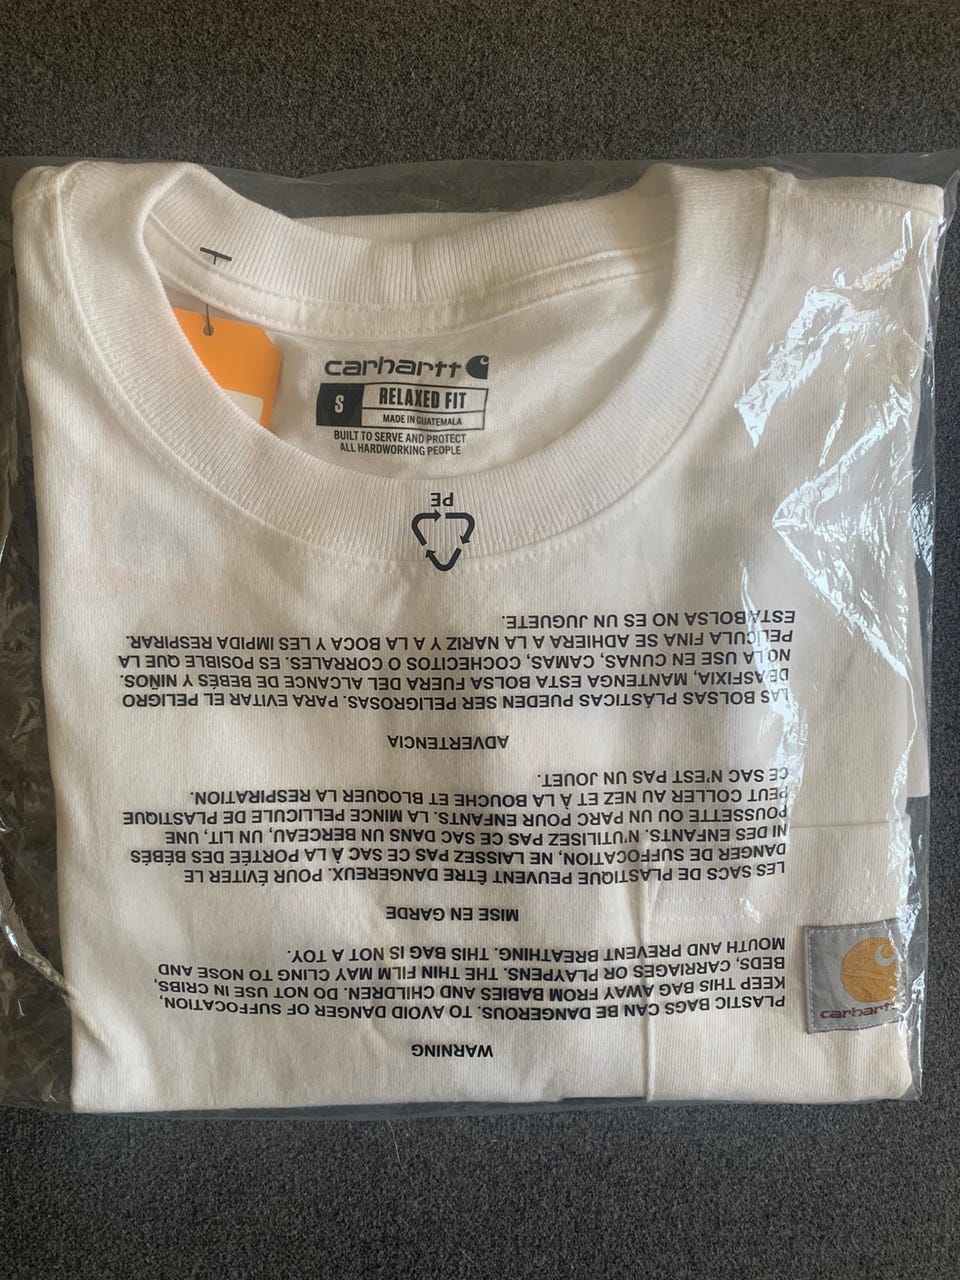 carhartt
S
RELAXED FIT
MADE IN GUATEMALA
BUILT TO SERVE AND PROTECT
ALL HARDWORKING PEOPLE
WARNING
PLASTIC BAGS CAN BE DANGEROUS. TO AVOID DANGER OF SUFFOCATION,
KEEP THIS BAG AWAY FROM BABIES AND CHILDREN. DO NOT USE IN CRIBS,
BEDS, CARRIAGES OR PLAYPENS. THE THIN FILM MAY CLING TO NOSE AND
MOUTH AND PREVENT BREATHING. THIS BAG IS NOT A TOY.
MISE EN GARDE
LES SACS DE PLASTIQUE PEUVENT ÊTRE DANGEREUX. POUR ÉVITER LE
DANGER DE SUFFOCATION, NE LAISSEZ PAS CE SAC À LA PORTÉE DES BÉBÉS
NI DES ENFANTS. N'UTILISEZ PAS CE SAC DANS UN BERCEAU, UN LIT, UNE
POUSSETTE OU UN PARC POUR ENFANTS. LA MINCE PELLICULE DE PLASTIQUE
PEUT COLLER AU NEZ ET À LA BOUCHE ET BLOQUER LA RESPIRATION.
CE SAC N'EST PAS UN JOUET.
ADVERTENCIA
LAS BOLSAS PLÁSTICAS PUEDEN SER PELIGROSAS. PARA EVITAR EL PELIGRO
DE ASFIXIA, MANTENGA ESTA BOLSA FUERA DEL ALCANCE DE BEBÉS Y NIÑOS.
NO LA USE EN CUNAS, CAMAS, COCHECITOS O CORRALES. ES POSIBLE QUE LA
PELÍCULA FINA SE ADHIERA A LA NARIZ Y A LA BOCA Y LES IMPIDA RESPIRAR.
ESTA BOLSA NO ES UN JUGUETE.
PE
carhartt